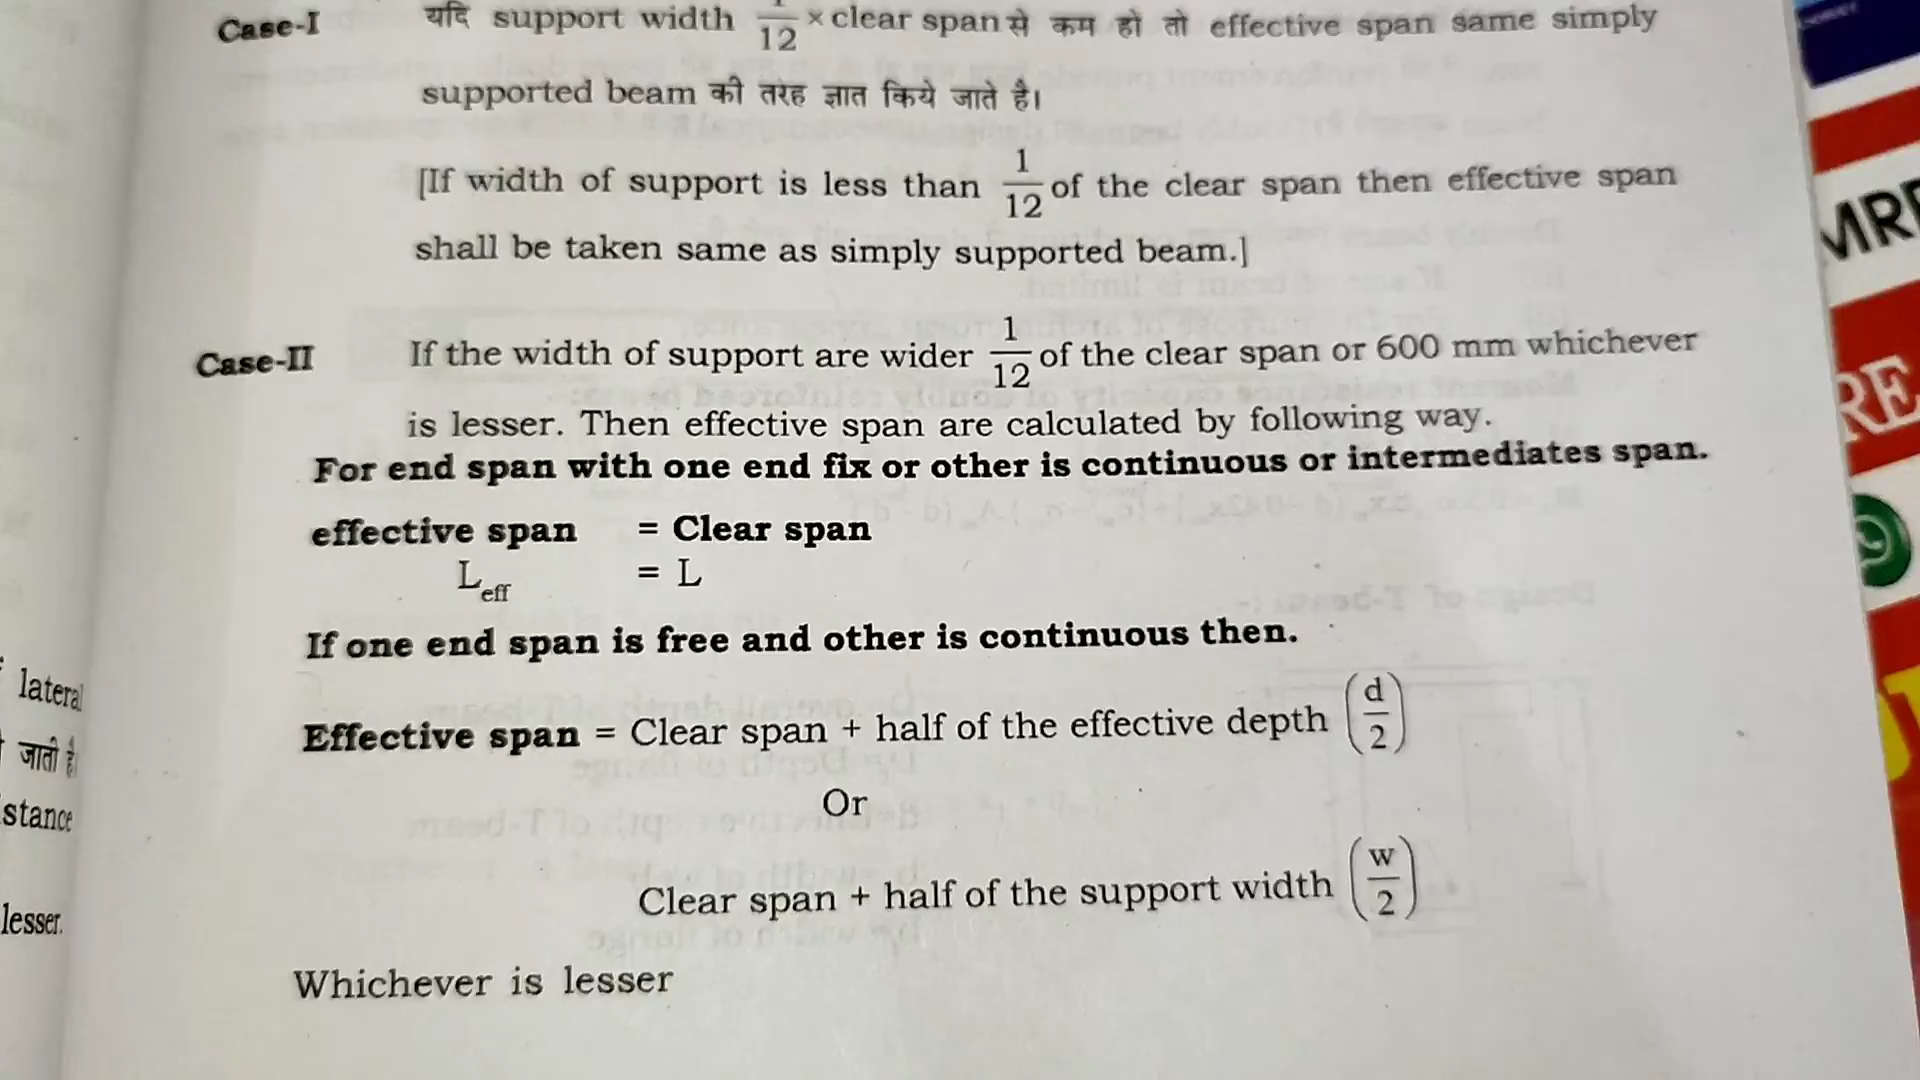 Case-I यदि support width 1/12 × clear span से कम हो तो effective span same simply
supported beam की तरह ज्ञात किये जाते है।
[If width of support is less than 1/12 of the clear span then effective span
shall be taken same as simply supported beam.]
Case-II If the width of support are wider 1/12 of the clear span or 600 mm whichever
is lesser. Then effective span are calculated by following way.
For end span with one end fix or other is continuous or intermediates span.
effective span = Clear span
L_eff = L
If one end span is free and other is continuous then.
Effective span = Clear span + half of the effective depth (d/2)
Or
Clear span + half of the support width (w/2)
Whichever is lesser
lateral
जाती है
stance
lesser.
RE